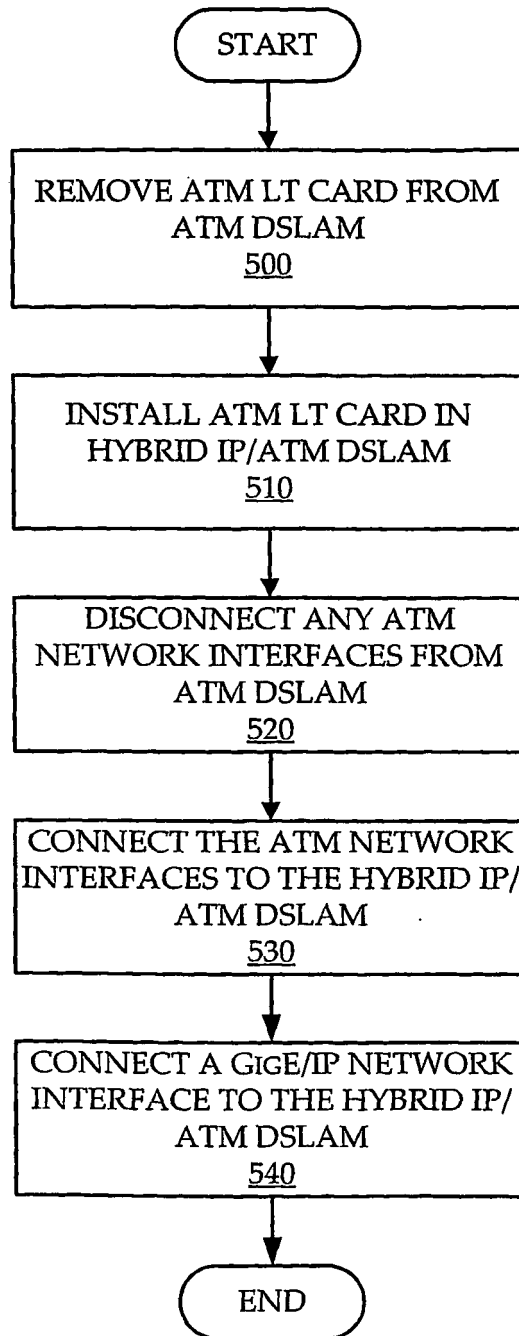 START
REMOVE ATM LT CARD FROM
ATM DSLAM
500
INSTALL ATM LT CARD IN
HYBRID IP/ATM DSLAM
510
DISCONNECT ANY ATM
NETWORK INTERFACES FROM
ATM DSLAM
520
CONNECT THE ATM NETWORK
INTERFACES TO THE HYBRID IP/
ATM DSLAM
530
CONNECT A GIGE/IP NETWORK
INTERFACE TO THE HYBRID IP/
ATM DSLAM
540
END